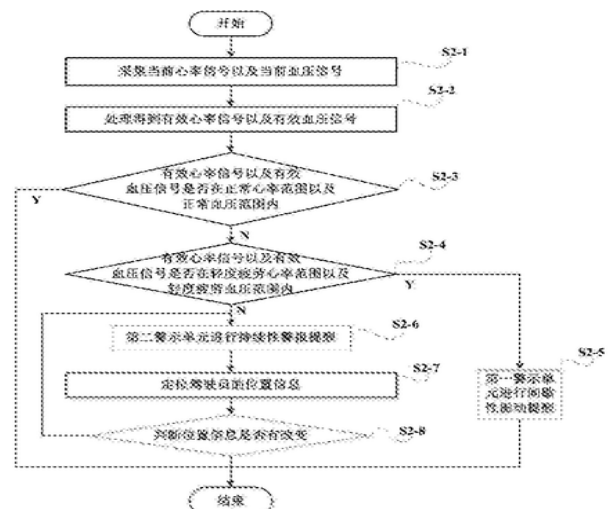 开始
S2-1
采集当前心率信号以及当前血压信号
S2-2
处理得到有效心率信号以及有效血压信号
有效心率信号以及有效
血压信号是否在正常心率范围以及
正常血压范围内
S2-3
Y
N
S2-4
有效心率信号以及有效
血压信号是否在轻度疲劳心率范围以及
轻度疲劳血压范围内
Y
N
S2-6
第二警示单元进行持续性警报提醒
S2-5
第一警示单
元进行间歇
性振动提醒
S2-7
定位驾驶员的位置信息
判断位置信息是否有改变
S2-8
结束